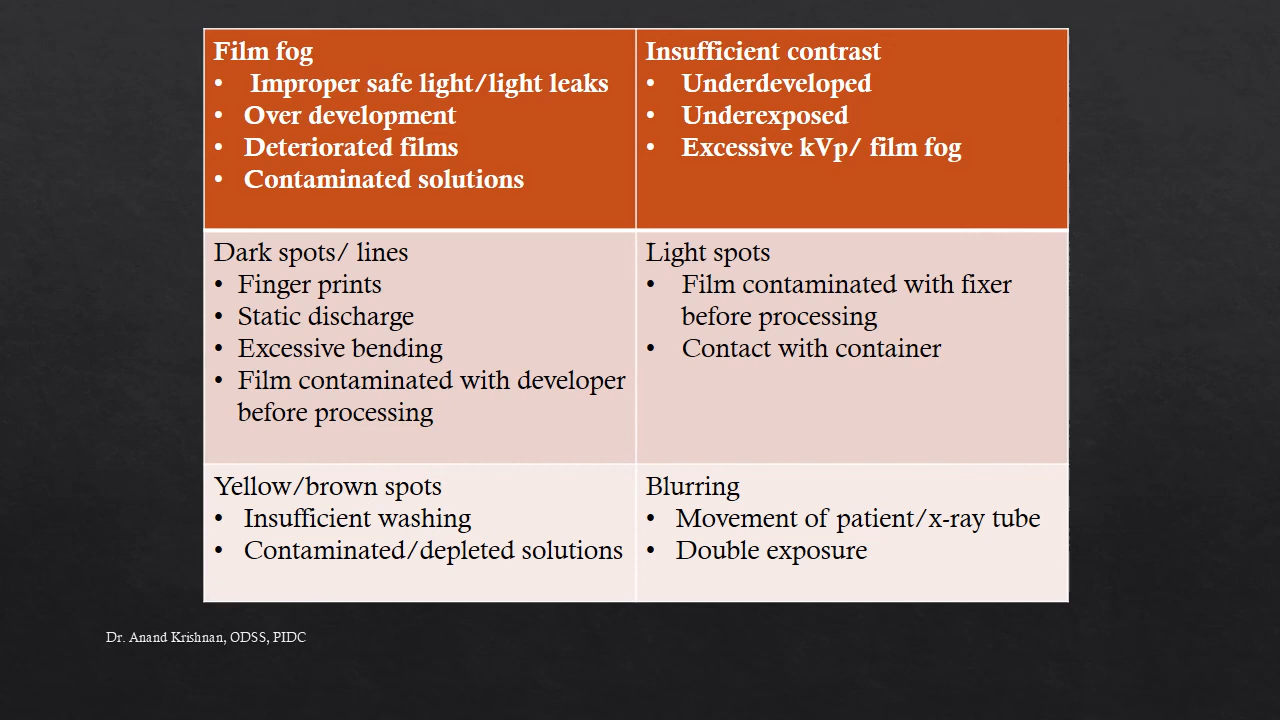 Film fog
• Improper safe light/light leaks
• Over development
• Deteriorated films
• Contaminated solutions
Insufficient contrast
• Underdeveloped
• Underexposed
• Excessive kVp/ film fog
Dark spots/ lines
• Finger prints
• Static discharge
• Excessive bending
• Film contaminated with developer
before processing
Light spots
• Film contaminated with fixer
before processing
• Contact with container
Yellow/brown spots
• Insufficient washing
• Contaminated/depleted solutions
Blurring
• Movement of patient/x-ray tube
• Double exposure
Dr. Anand Krishnan, ODSS, PIDC